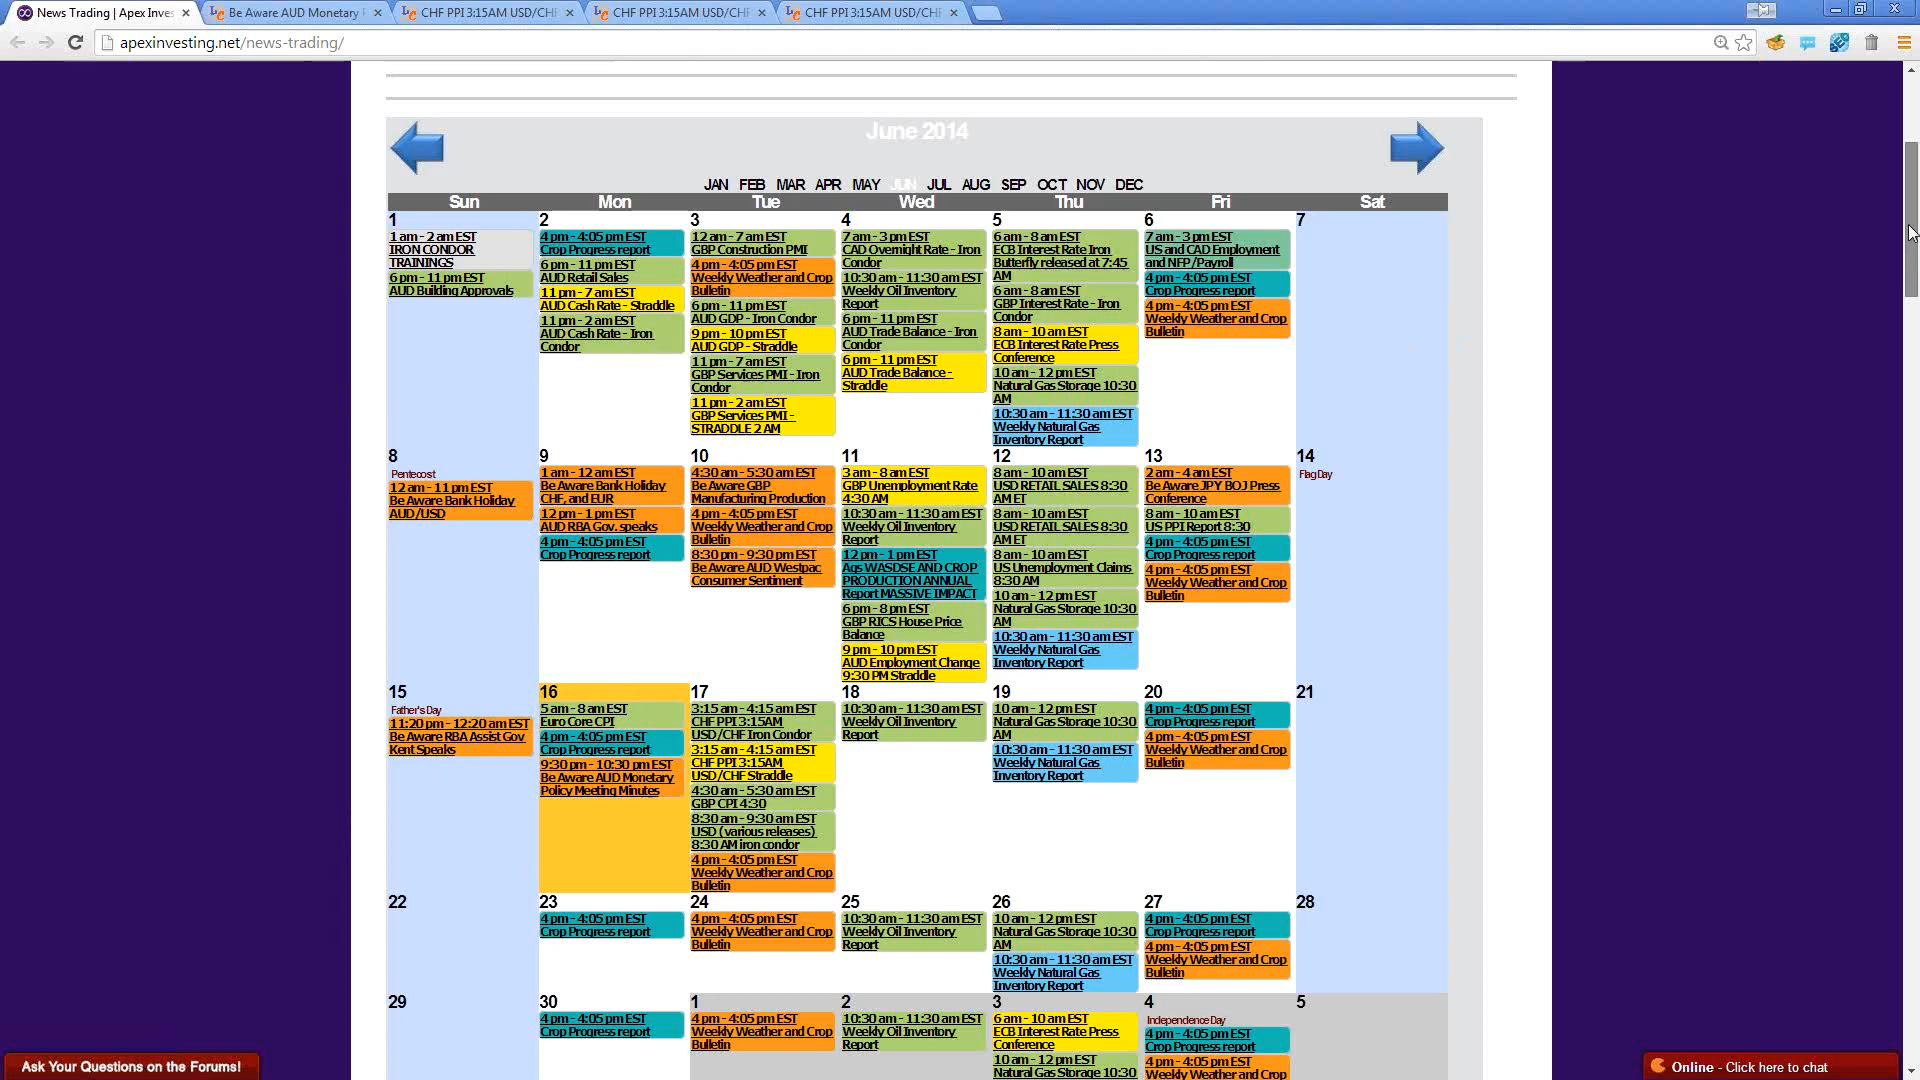 News Trading | Apex Inves
Be Aware AUD Monetary P
CHF PPI 3:15AM USD/CHF
CHF PPI 3:15AM USD/CHF
CHF PPI 3:15AM USD/CHF
apexinvesting.net/news-trading/
June 2014
JAN FEB MAR APR MAY JUN JUL AUG SEP OCT NOV DEC
Sun Mon Tue Wed Thu Fri Sat
1
1 am - 2 am EST
IRON CONDOR
TRAININGS
6 pm - 11 pm EST
AUD Building Approvals
2
4 pm - 4:05 pm EST
Crop Progress report
6 pm - 11 pm EST
AUD Retail Sales
11 pm - 7 am EST
AUD Cash Rate - Straddle
11 pm - 2 am EST
AUD Cash Rate - Iron
Condor
3
12 am - 7 am EST
GBP Construction PMI
4 pm - 4:05 pm EST
Weekly Weather and Crop
Bulletin
6 pm - 11 pm EST
AUD GDP - Iron Condor
9 pm - 10 pm EST
AUD GDP - Straddle
11 pm - 7 am EST
GBP Services PMI - Iron
Condor
11 pm - 2 am EST
GBP Services PMI -
STRADDLE 2 AM
4
7 am - 3 pm EST
CAD Overnight Rate - Iron
Condor
10:30 am - 11:30 am EST
Weekly Oil Inventory
Report
6 pm - 11 pm EST
AUD Trade Balance - Iron
Condor
6 pm - 11 pm EST
AUD Trade Balance -
Straddle
5
6 am - 8 am EST
ECB Interest Rate Iron
Butterfly released at 7:45
AM
6 am - 8 am EST
GBP Interest Rate - Iron
Condor
8 am - 10 am EST
ECB Interest Rate Press
Conference
10 am - 12 pm EST
Natural Gas Storage 10:30
AM
10:30 am - 11:30 am EST
Weekly Natural Gas
Inventory Report
6
7 am - 3 pm EST
US and CAD Employment
and NFP/Payroll
4 pm - 4:05 pm EST
Crop Progress report
4 pm - 4:05 pm EST
Weekly Weather and Crop
Bulletin
7
8
Pentecost
12 am - 11 pm EST
Be Aware Bank Holiday
AUD/USD
9
1 am - 12 am EST
Be Aware Bank Holiday
CHF, and EUR
12 pm - 1 pm EST
AUD RBA Gov. speaks
4 pm - 4:05 pm EST
Crop Progress report
10
4:30 am - 5:30 am EST
Be Aware GBP
Manufacturing Production
4 pm - 4:05 pm EST
Weekly Weather and Crop
Bulletin
8:30 pm - 9:30 pm EST
Be Aware AUD Westpac
Consumer Sentiment
11
3 am - 8 am EST
GBP Unemployment Rate
4:30 AM
10:30 am - 11:30 am EST
Weekly Oil Inventory
Report
12 pm - 1 pm EST
Ags WASDSE AND CROP
PRODUCTION ANNUAL
Report MASSIVE IMPACT
6 pm - 8 pm EST
GBP RICS House Price
Balance
9 pm - 10 pm EST
AUD Employment Change
9:30 PM Straddle
12
8 am - 10 am EST
USD RETAIL SALES 8:30
AM ET
8 am - 10 am EST
USD RETAIL SALES 8:30
AM ET
8 am - 10 am EST
US Unemployment Claims
8:30 AM
10 am - 12 pm EST
Natural Gas Storage 10:30
AM
10:30 am - 11:30 am EST
Weekly Natural Gas
Inventory Report
13
2 am - 4 am EST
Be Aware JPY BOJ Press
Conference
8 am - 10 am EST
US PPI Report 8:30
4 pm - 4:05 pm EST
Crop Progress report
4 pm - 4:05 pm EST
Weekly Weather and Crop
Bulletin
14
Flag Day
15
Father's Day
11:20 pm - 12:20 am EST
Be Aware RBA Assist Gov
Kent Speaks
16
5 am - 8 am EST
Euro Core CPI
4 pm - 4:05 pm EST
Crop Progress report
9:30 pm - 10:30 pm EST
Be Aware AUD Monetary
Policy Meeting Minutes
17
3:15 am - 4:15 am EST
CHF PPI 3:15AM
USD/CHF Iron Condor
3:15 am - 4:15 am EST
CHF PPI 3:15AM
USD/CHF Straddle
4:30 am - 5:30 am EST
GBP CPI 4:30
8:30 am - 9:30 am EST
USD (various releases)
8:30 AM iron condor
4 pm - 4:05 pm EST
Weekly Weather and Crop
Bulletin
18
10:30 am - 11:30 am EST
Weekly Oil Inventory
Report
19
10 am - 12 pm EST
Natural Gas Storage 10:30
AM
10:30 am - 11:30 am EST
Weekly Natural Gas
Inventory Report
20
4 pm - 4:05 pm EST
Crop Progress report
4 pm - 4:05 pm EST
Weekly Weather and Crop
Bulletin
21
22
23
4 pm - 4:05 pm EST
Crop Progress report
24
4 pm - 4:05 pm EST
Weekly Weather and Crop
Bulletin
25
10:30 am - 11:30 am EST
Weekly Oil Inventory
Report
26
10 am - 12 pm EST
Natural Gas Storage 10:30
AM
10:30 am - 11:30 am EST
Weekly Natural Gas
Inventory Report
27
4 pm - 4:05 pm EST
Crop Progress report
4 pm - 4:05 pm EST
Weekly Weather and Crop
Bulletin
28
29
30
4 pm - 4:05 pm EST
Crop Progress report
1
4 pm - 4:05 pm EST
Weekly Weather and Crop
Bulletin
2
10:30 am - 11:30 am EST
Weekly Oil Inventory
Report
3
6 am - 10 am EST
ECB Interest Rate Press
Conference
10 am - 12 pm EST
Natural Gas Storage 10:30
4
Independence Day
4 pm - 4:05 pm EST
Crop Progress report
4 pm - 4:05 pm EST
Weekly Weather and Crop
5
Ask Your Questions on the Forums!
Online - Click here to chat